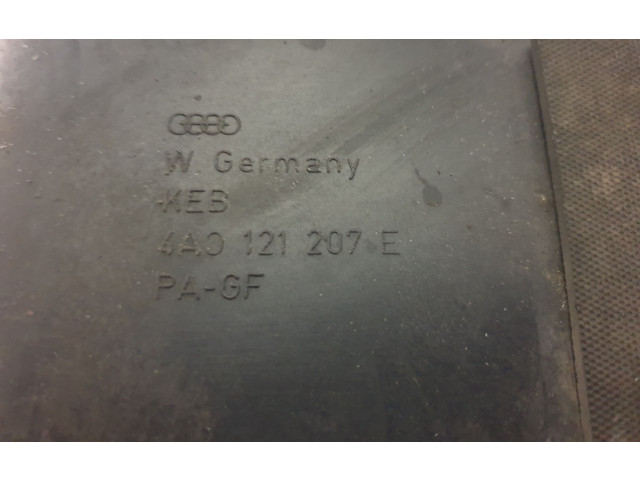 W. Germany
KEB
4A0 121 207 E
PA-GF